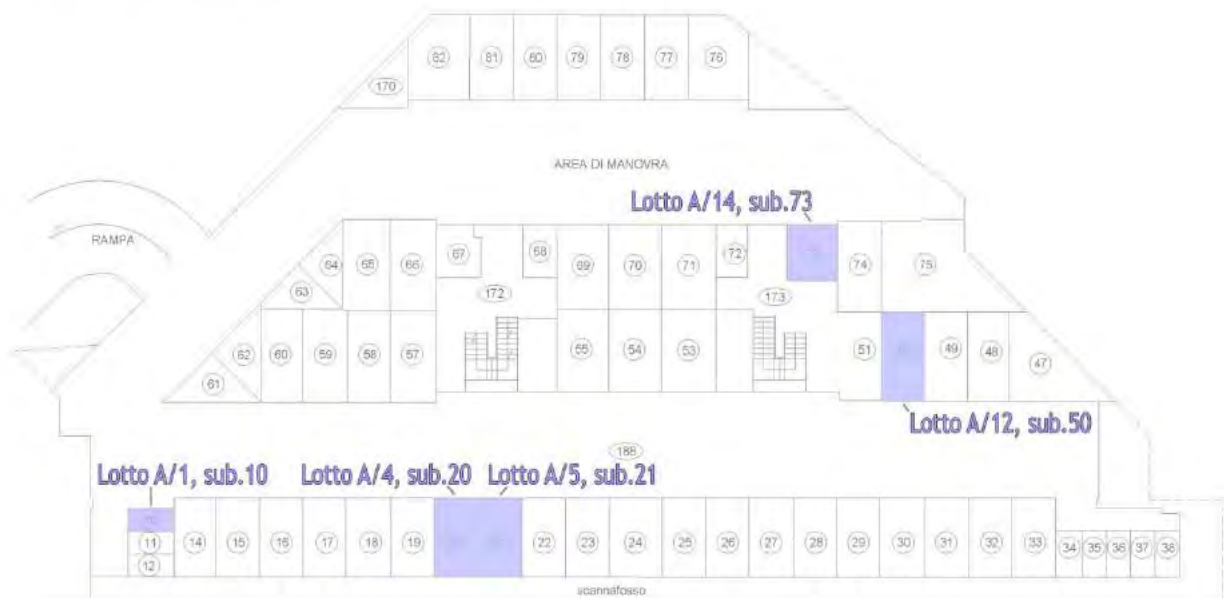 82 81 80 79 78 77 76
170
AREA DI MANOVRA
Lotto A/14, sub.73
RAMPA
64 65 66 67 68 69 70 71 72 74 75
63
172 173
62 60 59 58 57 55 54 53 51 49 48 47
61
Lotto A/12, sub.50
188
Lotto A/1, sub.10 Lotto A/4, sub.20 Lotto A/5, sub.21
11 14 15 16 17 18 19 22 23 24 25 26 27 28 29 30 31 32 33 34 35 36 37 38
12
scannafosso